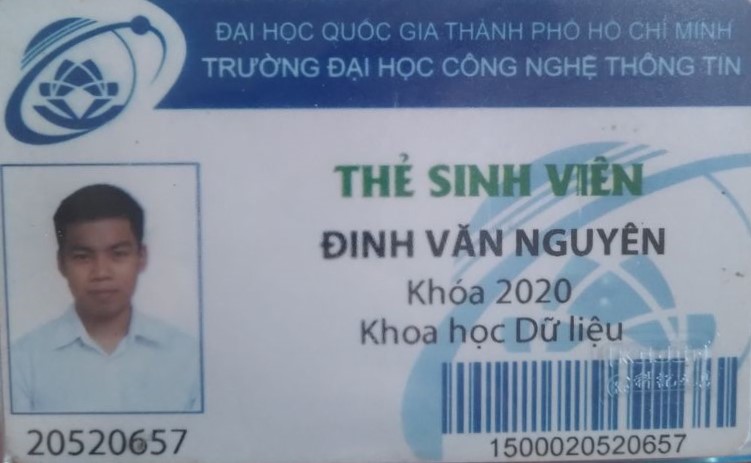 ĐẠI HỌC QUỐC GIA THÀNH PHỐ HỒ CHÍ MINH
TRƯỜNG ĐẠI HỌC CÔNG NGHỆ THÔNG TIN
THẺ SINH VIÊN
ĐINH VĂN NGUYÊN
Khóa 2020
Khoa học Dữ liệu
20520657
1500020520657